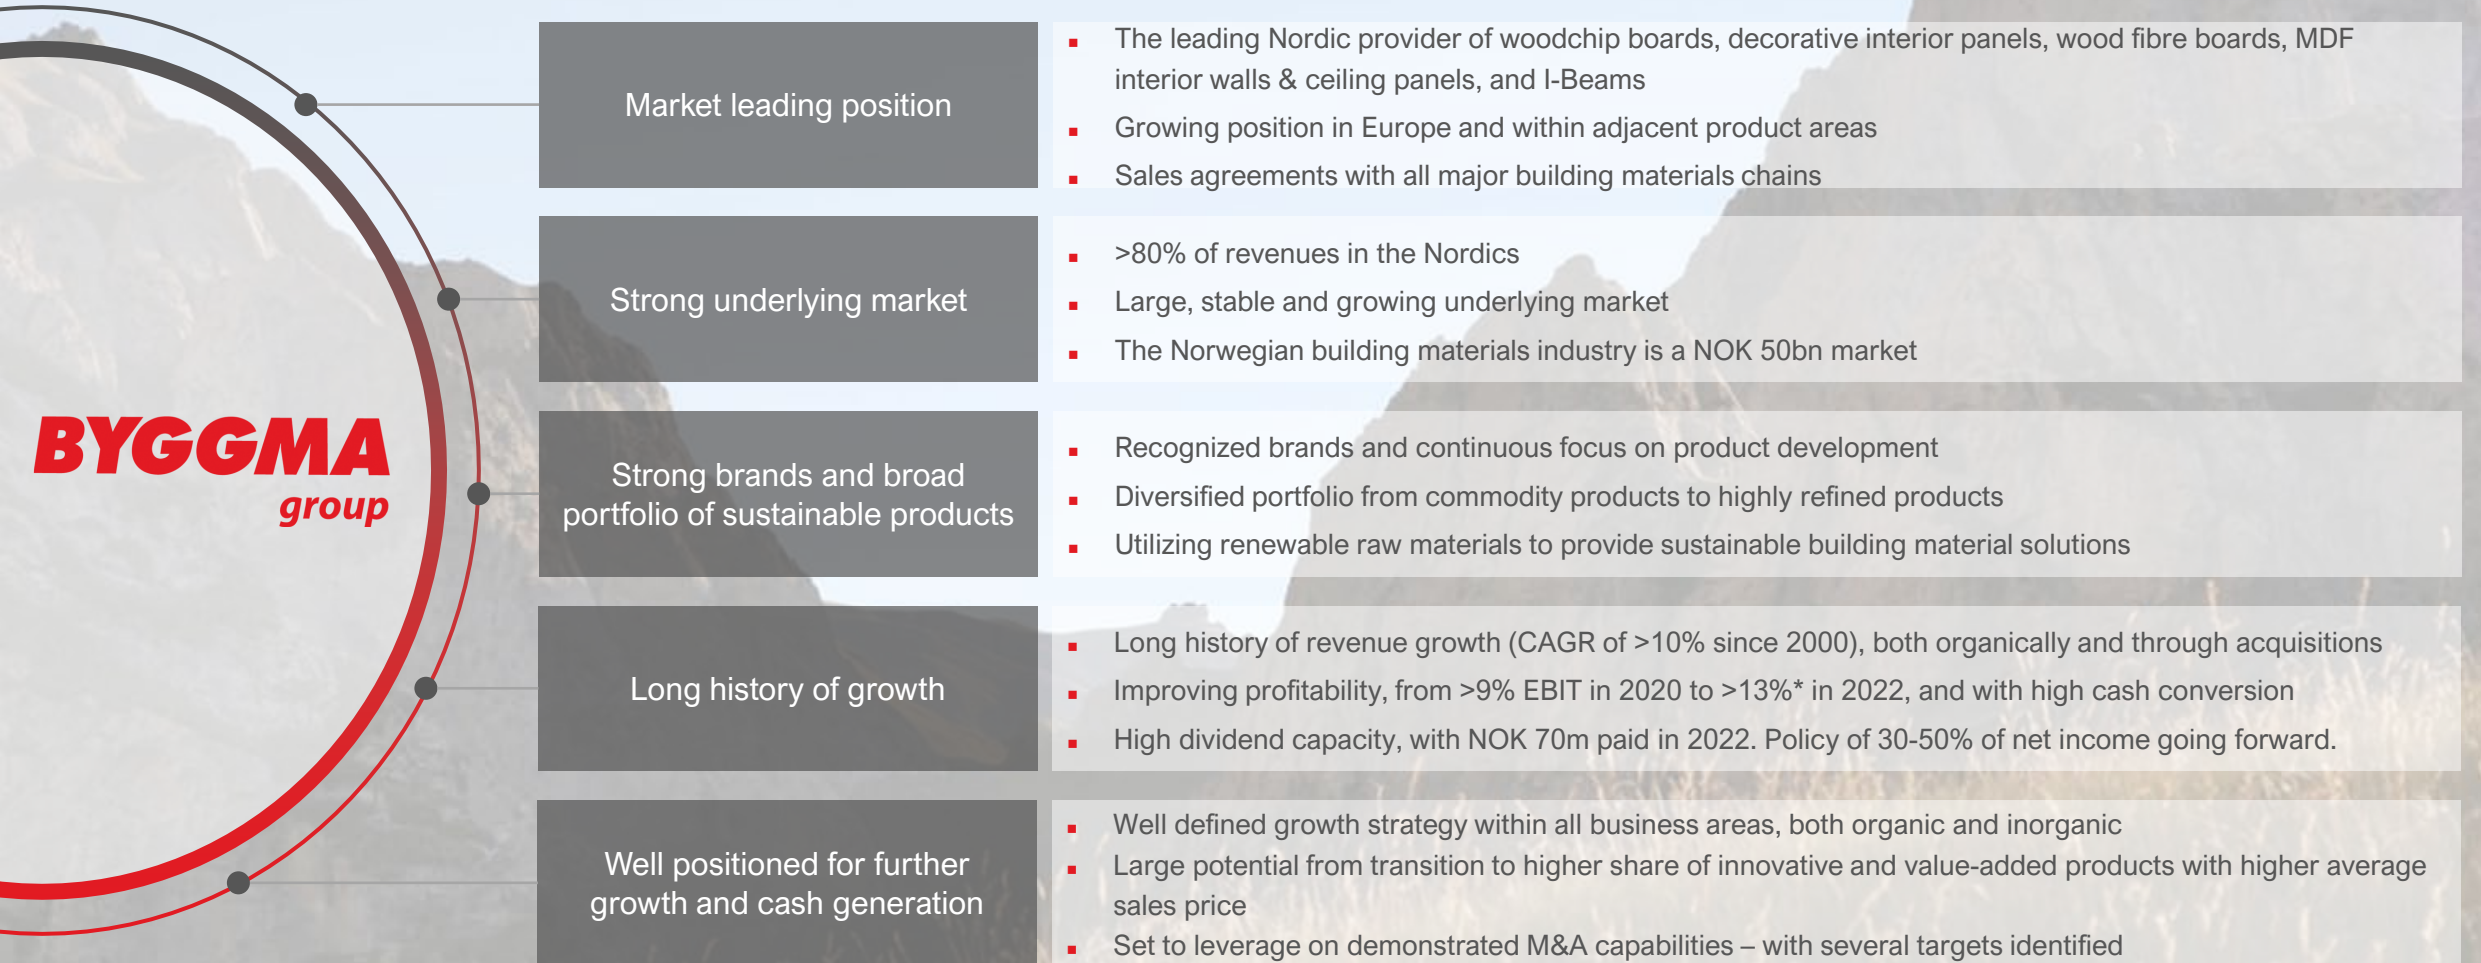 BYGGMA
group
Market leading position
▪ The leading Nordic provider of woodchip boards, decorative interior panels, wood fibre boards, MDF
interior walls & ceiling panels, and I-Beams
▪ Growing position in Europe and within adjacent product areas
▪ Sales agreements with all major building materials chains
Strong underlying market
▪ >80% of revenues in the Nordics
▪ Large, stable and growing underlying market
▪ The Norwegian building materials industry is a NOK 50bn market
Strong brands and broad
portfolio of sustainable products
▪ Recognized brands and continuous focus on product development
▪ Diversified portfolio from commodity products to highly refined products
▪ Utilizing renewable raw materials to provide sustainable building material solutions
Long history of growth
▪ Long history of revenue growth (CAGR of >10% since 2000), both organically and through acquisitions
▪ Improving profitability, from >9% EBIT in 2020 to >13%* in 2022, and with high cash conversion
▪ High dividend capacity, with NOK 70m paid in 2022. Policy of 30-50% of net income going forward.
Well positioned for further
growth and cash generation
▪ Well defined growth strategy within all business areas, both organic and inorganic
▪ Large potential from transition to higher share of innovative and value-added products with higher average
sales price
▪ Set to leverage on demonstrated M&A capabilities – with several targets identified